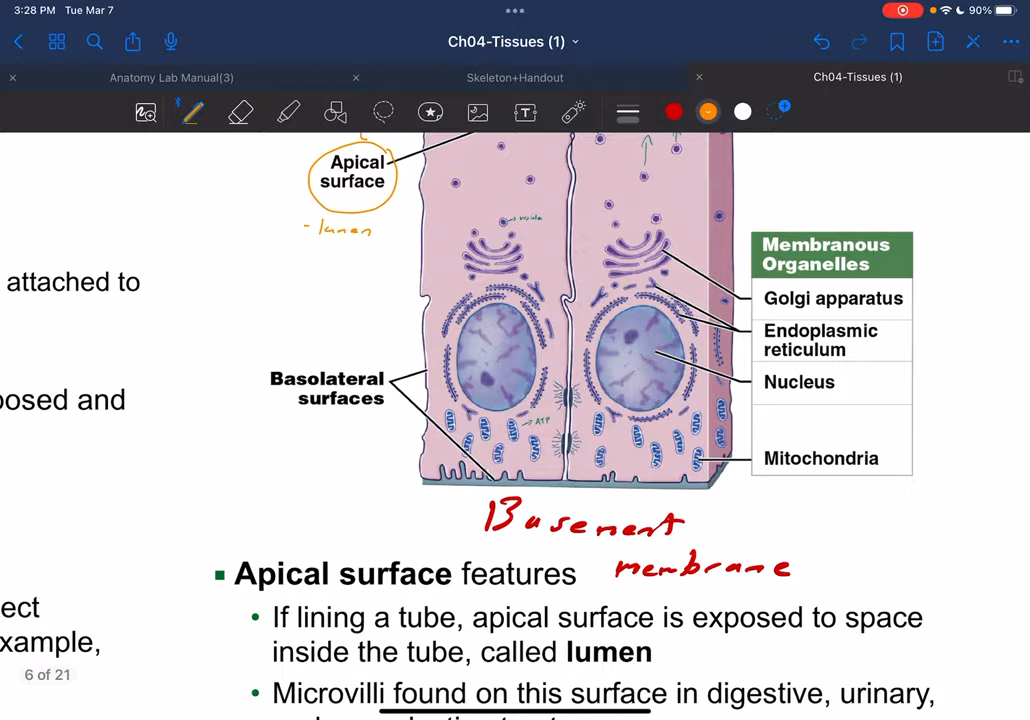 3:28 PM Tue Mar 7
90%
Ch04-Tissues (1)
Anatomy Lab Manual(3)
Skeleton+Handout
Ch04-Tissues (1)
Apical
surface
- lumen
vesicle
Membranous
Organelles
Golgi apparatus
Endoplasmic
reticulum
Nucleus
Mitochondria
attached to
posed and
Basolateral
surfaces
ATP
Basement
membrane
Apical surface features
If lining a tube, apical surface is exposed to space
inside the tube, called lumen
Microvilli found on this surface in digestive, urinary,
ect
xample,
6 of 21